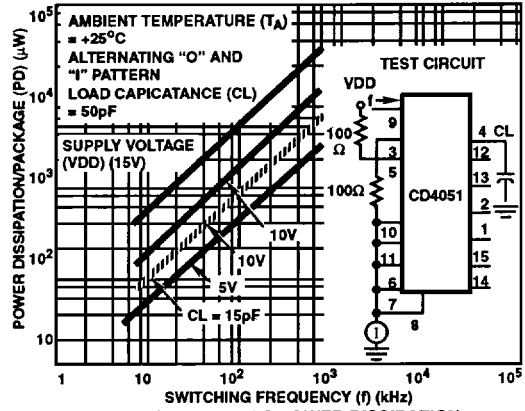 10⁵
AMBIENT TEMPERATURE (TA)
= +25°C
ALTERNATING “O” AND
“I” PATTERN
LOAD CAPICATANCE (CL)
= 50pF
10⁴
SUPPLY VOLTAGE
(VDD) (15V)
10³
10²
10
POWER DISSIPATION/PACKAGE (PD) (µW)
10V
10V
5V
CL = 15pF
TEST CIRCUIT
VDD
f
100
Ω
100Ω
CD4051
9
3
5
10
11
6
7
8
4
CL
12
13
2
1
15
14
I
1
10
10²
10³
10⁴
10⁵
SWITCHING FREQUENCY (f) (kHz)